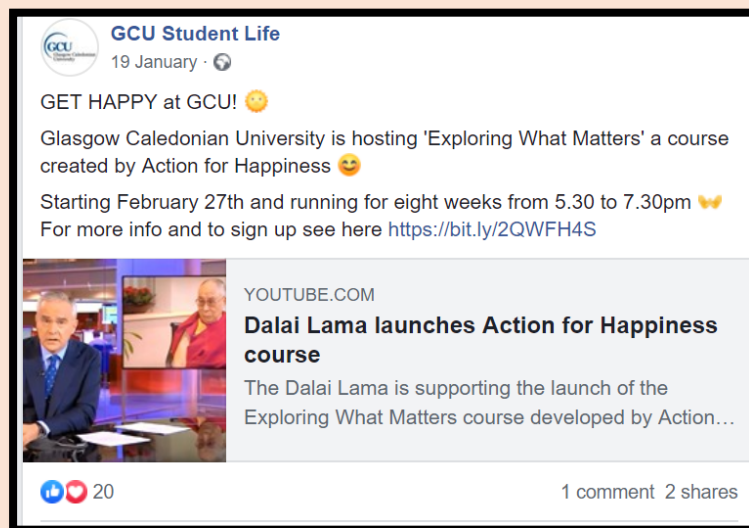 GCU
Glasgow Caledonian
University
GCU Student Life
19 January ·
GET HAPPY at GCU! 🌝
Glasgow Caledonian University is hosting 'Exploring What Matters' a course
created by Action for Happiness 😊
Starting February 27th and running for eight weeks from 5.30 to 7.30pm 👐
For more info and to sign up see here https://bit.ly/2QWFH4S
YOUTUBE.COM
Dalai Lama launches Action for Happiness
course
The Dalai Lama is supporting the launch of the
Exploring What Matters course developed by Action...
20
1 comment 2 shares